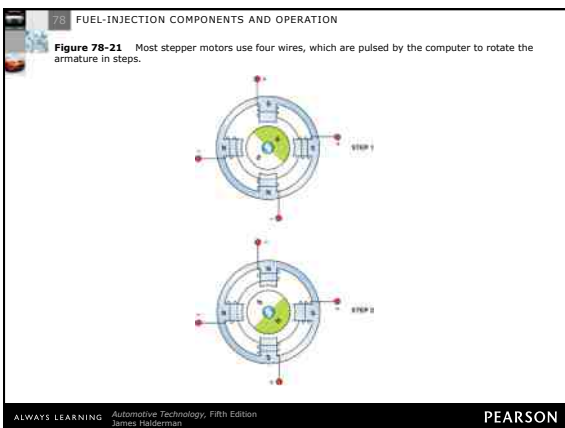 78 FUEL-INJECTION COMPONENTS AND OPERATION
Figure 78-21 Most stepper motors use four wires, which are pulsed by the computer to rotate the
armature in steps.
STEP 1
STEP 2
ALWAYS LEARNING
Automotive Technology, Fifth Edition
James Halderman
PEARSON